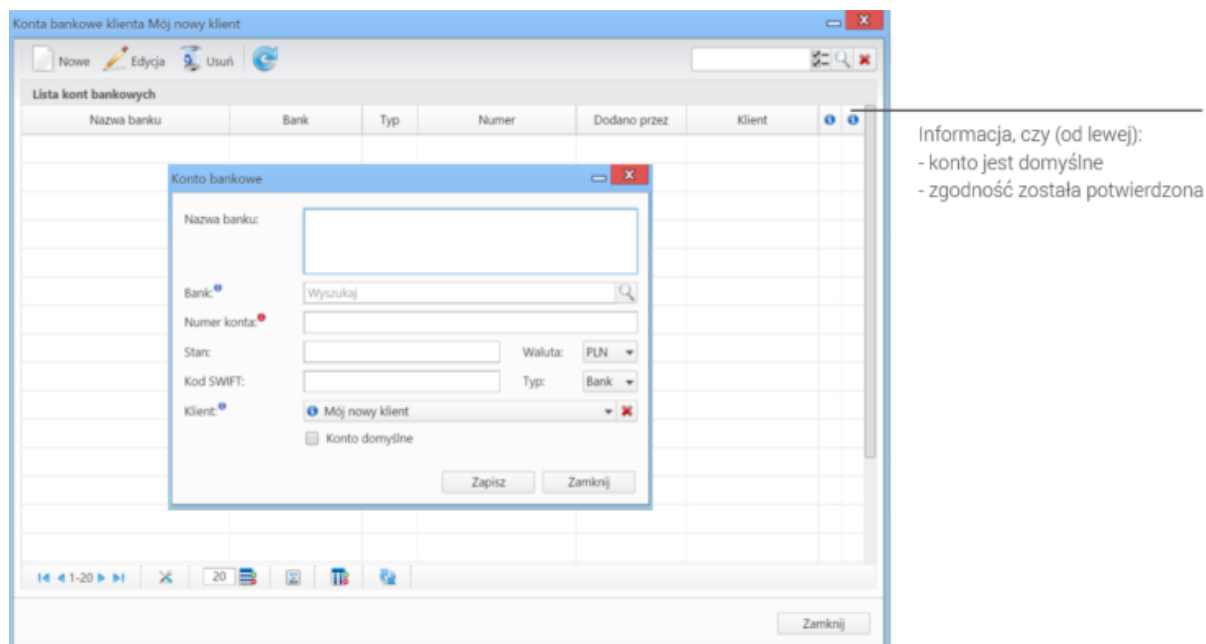 Konta bankowe klienta Mój nowy klient
Nowe Edycja Usuń
Lista kont bankowych
Nazwa banku Bank Typ Numer Dodano przez Klient
Informacja, czy (od lewej):
- konto jest domyślne
- zgodność została potwierdzona
Konto bankowe
Nazwa banku:
Bank: Wyszukaj
Numer konta:
Stan: Waluta: PLN
Kod SWIFT: Typ: Bank
Klient: Mój nowy klient
Konto domyślne
Zapisz Zamknij
1-20 20
Zamknij